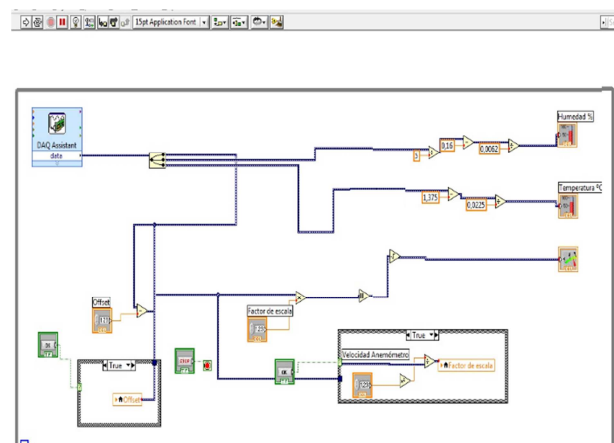 15pt Application Font
Humedad %
DAQ Assistant
data
0,16
0,0062
Temperatura ºC
1,375
0,0225
Offset
Factor de escala
True
Velocidad Anemómetro
Factor de escala
True
OK
STOP
OK
Offset